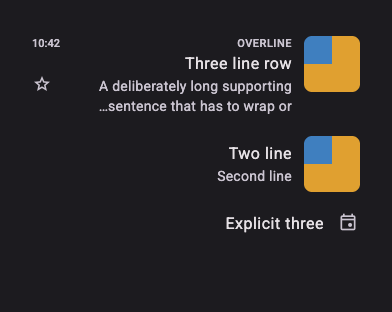 OVERLINE
10:42
Three line row
A deliberately long supporting
…sentence that has to wrap or
Two line
Second line
Explicit three